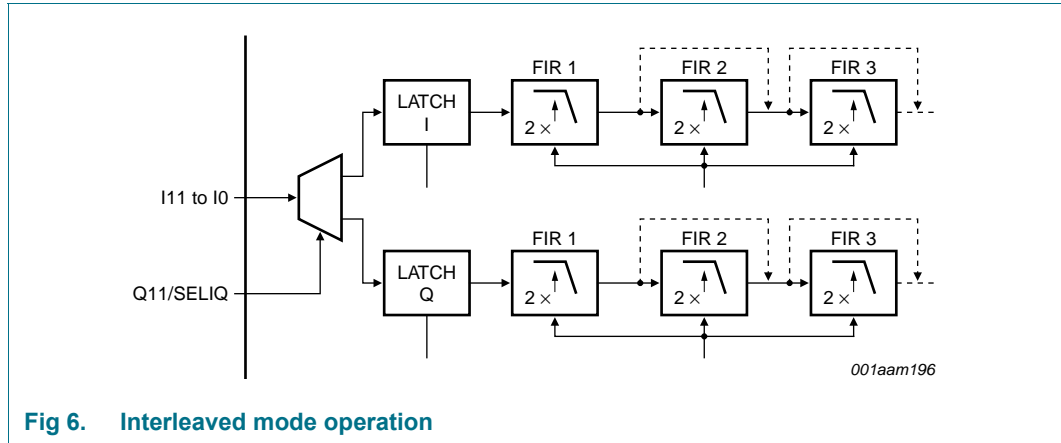 FIR 1 FIR 2 FIR 3
LATCH
I
2 × 2 × 2 ×
I11 to I0
FIR 1 FIR 2 FIR 3
LATCH
Q
Q11/SELIQ
2 × 2 × 2 ×
001aam196
Fig 6. Interleaved mode operation